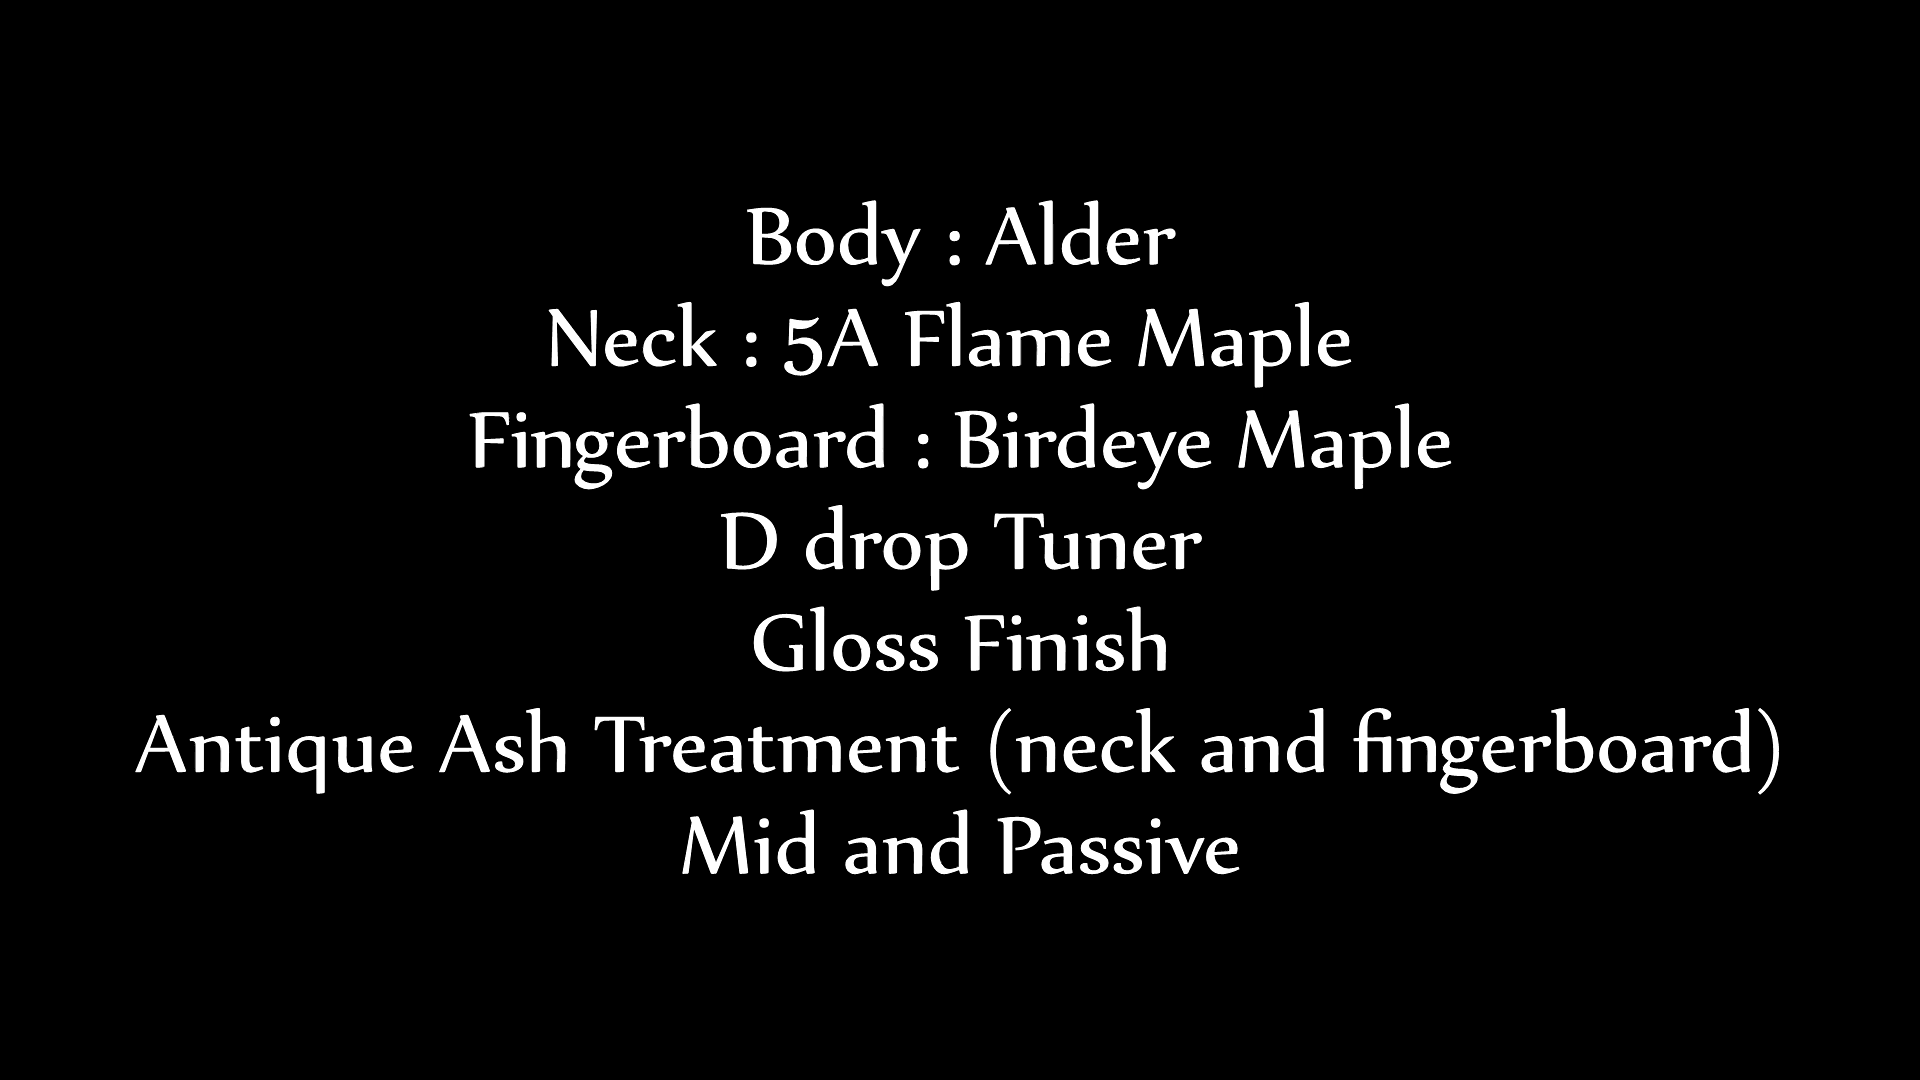 Body : Alder
Neck : 5A Flame Maple
Fingerboard : Birdeye Maple
D drop Tuner
Gloss Finish
Antique Ash Treatment (neck and fingerboard)
Mid and Passive